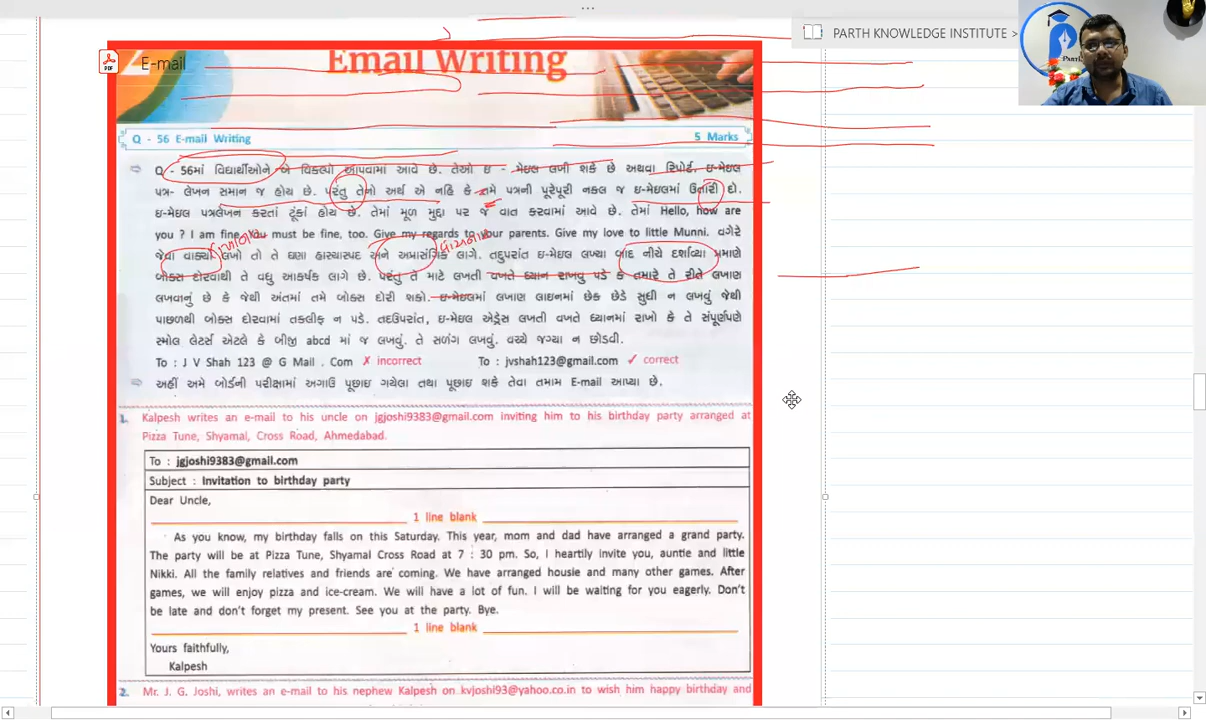 PARTH KNOWLEDGE INSTITUTE >
E-mail
Email Writing
Q - 56 E-mail Writing 5 Marks
Q - 56માં વિદ્યાર્થીઓને બે વિકલ્પો આપવામાં આવે છે. તેઓ ઇ - મેઇલ લખી શકે છે અથવા રિપોર્ટ. ઇ-મેઇલ
પત્ર- લેખન સમાન જ હોય છે. પરંતુ તેનો અર્થ એ નહિ કે તમે પત્રની પૂરેપૂરી નકલ જ ઇ-મેઇલમાં ઉતારી દો.
ઇ-મેઇલ પત્રલેખન કરતાં ટૂંકાં હોય છે. તેમાં મૂળ મુદ્દા પર જ વાત કરવામાં આવે છે. તેમાં Hello, how are
you ? I am fine. You must be fine, too. Give my regards to your parents. Give my love to little Munni. વગેરે
જેવા વાક્યો લખો તો તે ઘણા હાસ્યાસ્પદ અને અપ્રાસંગિક લાગે. તદુપરાંત ઇ-મેઇલ લખ્યા બાદ નીચે દર્શાવ્યા પ્રમાણે
બોક્સ દોરવાથી તે વધુ આકર્ષક લાગે છે. પરંતુ તે માટે લખતી વખતે ધ્યાન રાખવુ પડે કે તમારે તે રીતે લખાણ
લખવાનું છે કે જેથી અંતમાં તમે બોક્સ દોરી શકો. ઇ-મેઇલમાં લખાણ લાઇનમાં છેક છેડે સુધી ન લખવું જેથી
પાછળથી બોક્સ દોરવામાં તકલીફ ન પડે. તદઉપરાંત, ઇ-મેઇલ એડ્રેસ લખતી વખતે ધ્યાનમાં રાખો કે તે સંપૂર્ણપણે
સ્મોલ લેટર્સ એટલે કે બીજી abcd માં જ લખવું. તે સળંગ લખવું. વચ્ચે જગ્યા ન છોડવી.
To : J V Shah 123 @ G Mail . Com ✗ incorrect To : jvshah123@gmail.com ✓ correct
અહીં અમે બોર્ડની પરીક્ષામાં અગાઉ પૂછાઇ ગયેલા તથા પૂછાઇ શકે તેવા તમામ E-mail આપ્યા છે.
1. Kalpesh writes an e-mail to his uncle on jgjoshi9383@gmail.com inviting him to his birthday party arranged at
Pizza Tune, Shyamal, Cross Road, Ahmedabad.
To : jgjoshi9383@gmail.com
Subject : Invitation to birthday party
Dear Uncle,
1 line blank
As you know, my birthday falls on this Saturday. This year, mom and dad have arranged a grand party.
The party will be at Pizza Tune, Shyamal Cross Road at 7 : 30 pm. So, I heartily invite you, auntie and little
Nikki. All the family relatives and friends are coming. We have arranged housie and many other games. After
games, we will enjoy pizza and ice-cream. We will have a lot of fun. I will be waiting for you eagerly. Don't
be late and don't forget my present. See you at the party. Bye.
1 line blank
Yours faithfully,
Kalpesh
2. Mr. J. G. Joshi, writes an e-mail to his nephew Kalpesh on kvjoshi93@yahoo.co.in to wish him happy birthday and